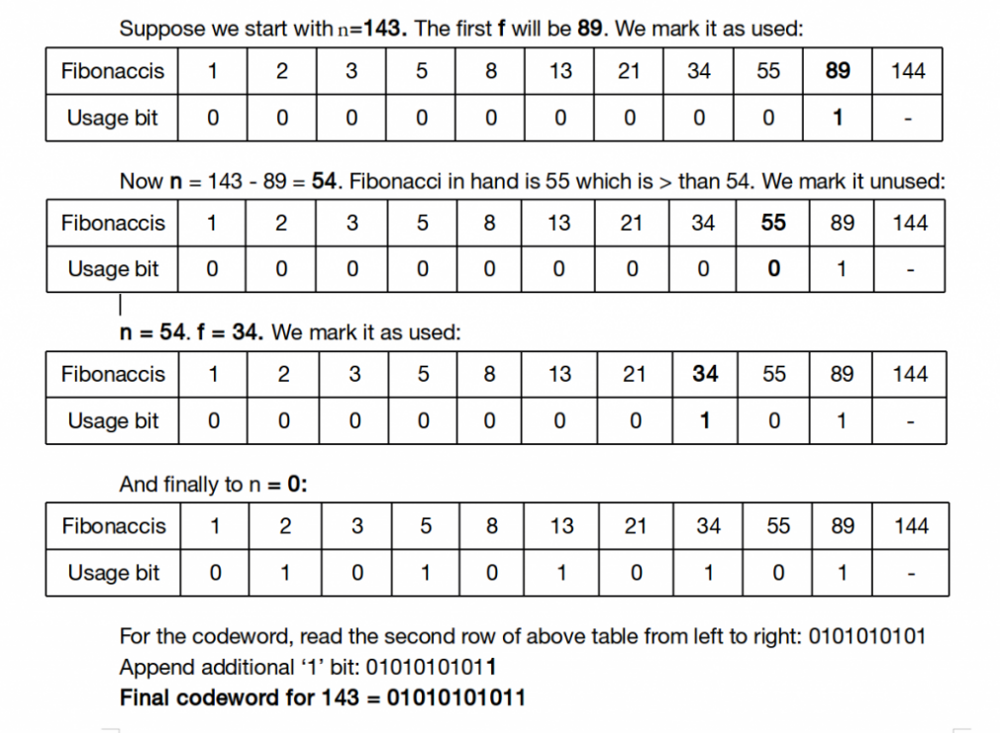 Suppose we start with n=143. The first f will be 89. We mark it as used:
Fibonaccis 1 2 3 5 8 13 21 34 55 89 144
Usage bit 0 0 0 0 0 0 0 0 0 1 -
Now n = 143 - 89 = 54. Fibonacci in hand is 55 which is > than 54. We mark it unused:
Fibonaccis 1 2 3 5 8 13 21 34 55 89 144
Usage bit 0 0 0 0 0 0 0 0 0 1 -
n = 54. f = 34. We mark it as used:
Fibonaccis 1 2 3 5 8 13 21 34 55 89 144
Usage bit 0 0 0 0 0 0 0 1 0 1 -
And finally to n = 0:
Fibonaccis 1 2 3 5 8 13 21 34 55 89 144
Usage bit 0 1 0 1 0 1 0 1 0 1 -
For the codeword, read the second row of above table from left to right: 0101010101
Append additional ‘1’ bit: 01010101011
Final codeword for 143 = 01010101011